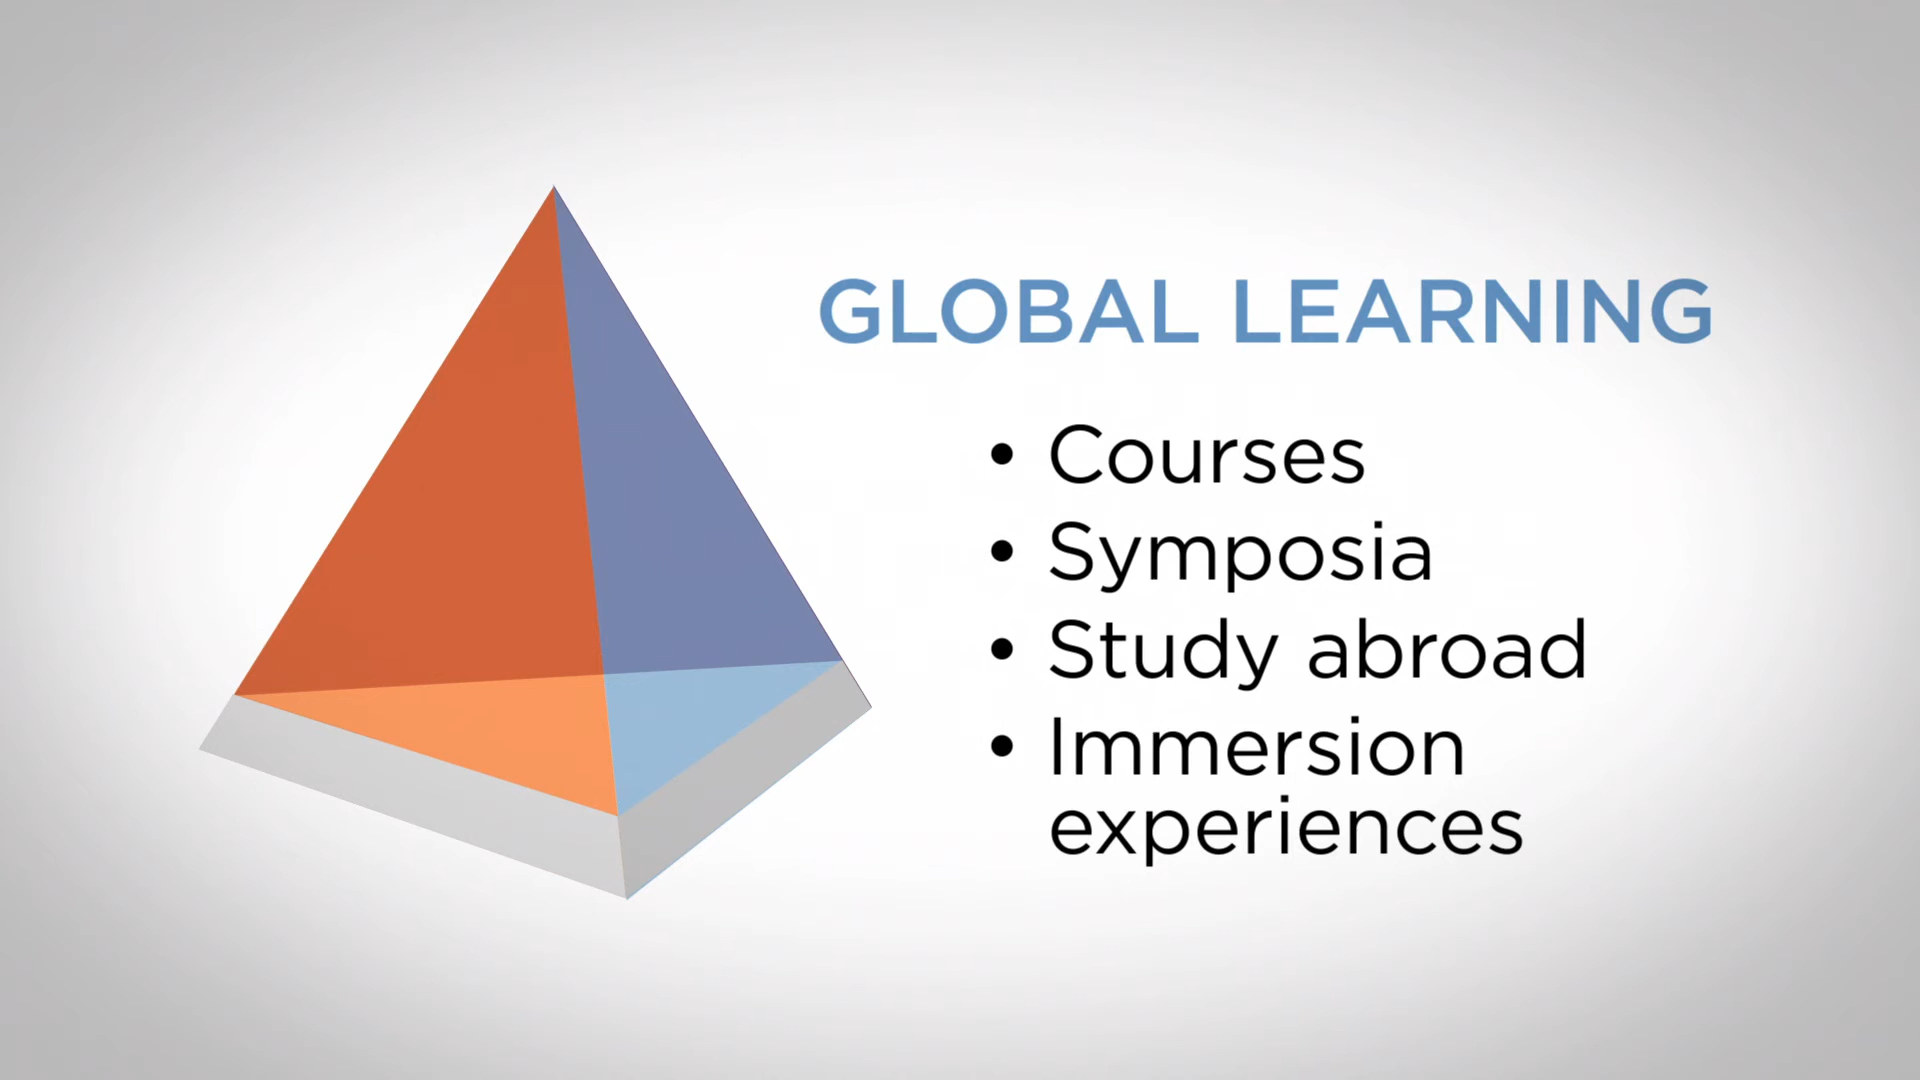 GLOBAL LEARNING
• Courses
• Symposia
• Study abroad
• Immersion
experiences